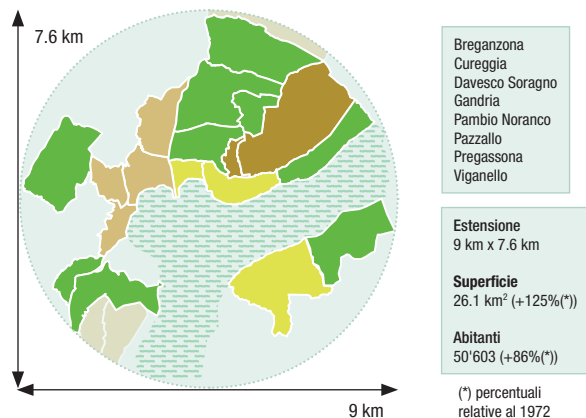 7.6 km
9 km
Breganzona
Cureggia
Davesco Soragno
Gandria
Pambio Noranco
Pazzallo
Pregassona
Viganello
Estensione
9 km x 7.6 km
Superficie
26.1 km² (+125%(*))
Abitanti
50'603 (+86%(*))
(*) percentuali
relative al 1972